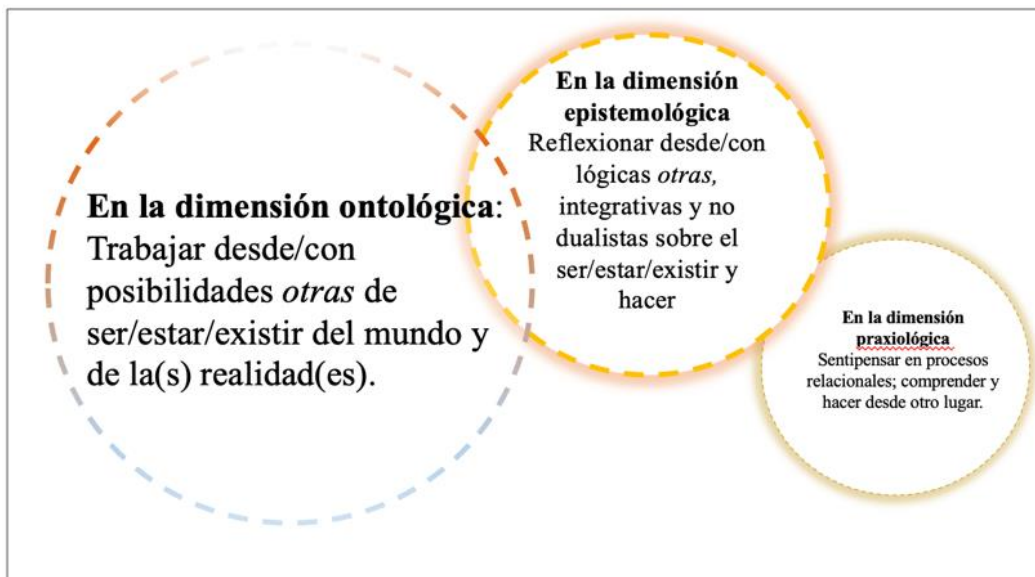 En la dimensión ontológica:
Trabajar desde/con
posibilidades otras de
ser/estar/existir del mundo y
de la(s) realidad(es).
En la dimensión
epistemológica
Reflexionar desde/con
lógicas otras,
integrativas y no
dualistas sobre el
ser/estar/existir y
hacer
En la dimensión
praxiológica
Sentipensar en procesos
relacionales; comprender y
hacer desde otro lugar.